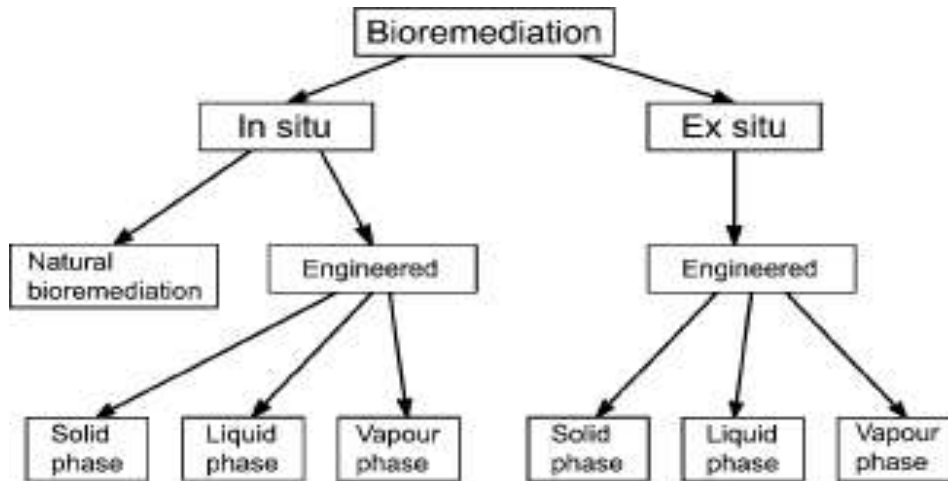 Bioremediation
In situ
Ex situ
Natural
bioremediation
Engineered
Engineered
Solid
phase
Liquid
phase
Vapour
phase
Solid
phase
Liquid
phase
Vapour
phase